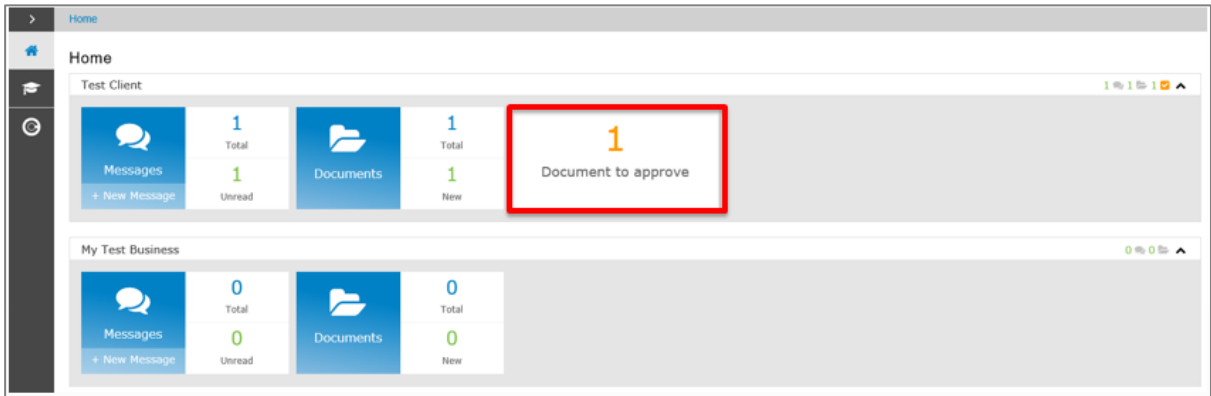 Home
Home
Test Client
1 1 1
Messages
+ New Message
1
Total
1
Unread
Documents
1
Total
1
New
1
Document to approve
My Test Business
0 0
Messages
+ New Message
0
Total
0
Unread
Documents
0
Total
0
New